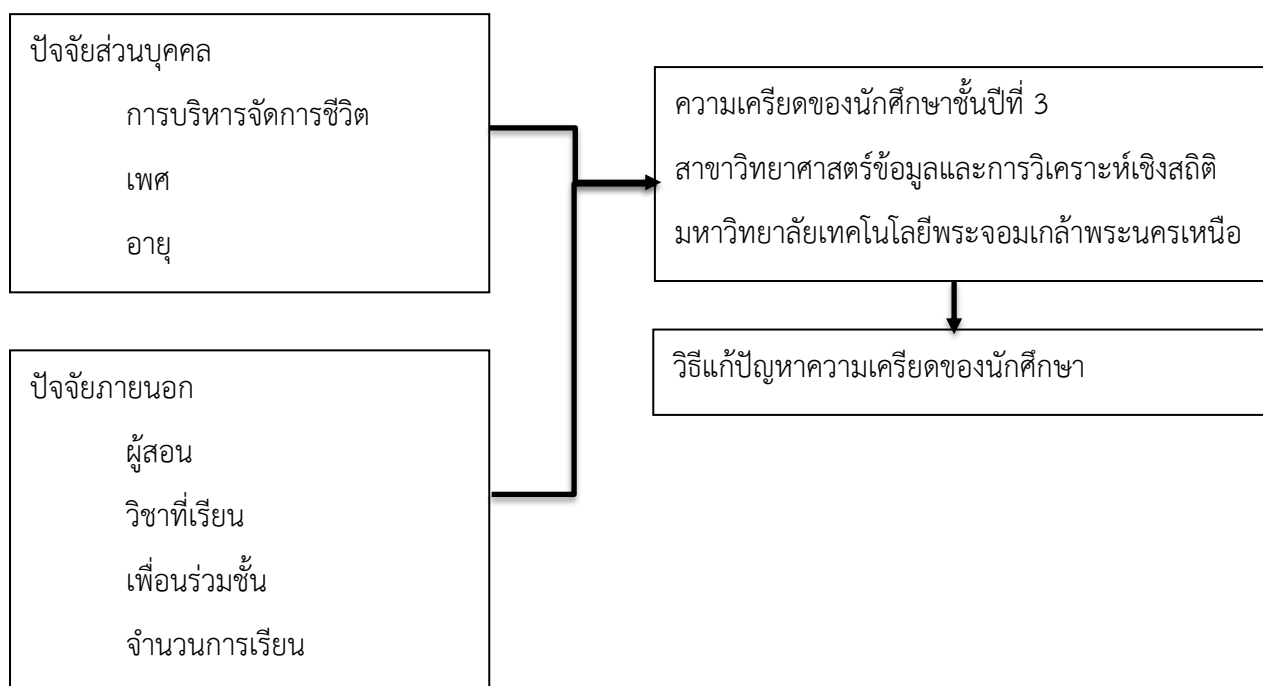 ปัจจัยส่วนบุคคล
การบริหารจัดการชีวิต
เพศ
อายุ
ปัจจัยภายนอก
ผู้สอน
วิชาที่เรียน
เพื่อนร่วมชั้น
จำนวนการเรียน
ความเครียดของนักศึกษาชั้นปีที่ 3
สาขาวิทยาศาสตร์ข้อมูลและการวิเคราะห์เชิงสถิติ
มหาวิทยาลัยเทคโนโลยีพระจอมเกล้าพระนครเหนือ
วิธีแก้ปัญหาความเครียดของนักศึกษา